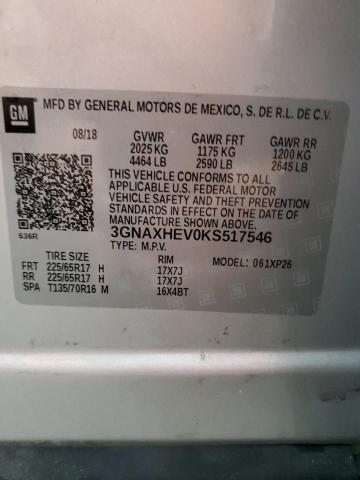 GM
MFD BY GENERAL MOTORS DE MEXICO, S. DE R.L. DE C.V.
08/18 GVWR GAWR FRT GAWR RR
2025 KG 1175 KG 1200 KG
4464 LB 2590 LB 2645 LB
THIS VEHICLE CONFORMS TO ALL
APPLICABLE U.S. FEDERAL MOTOR
VEHICLE SAFETY AND THEFT PREVENTION
STANDARDS IN EFFECT ON THE DATE OF
MANUFACTURE SHOWN ABOVE.
3GNAXHEV0KS517546
TYPE: M.P.V.
S36R
TIRE SIZE RIM MODEL: 061XP26
FRT 225/65R17 H 17X7J
RR 225/65R17 H 17X7J
SPA T135/70R16 M 16X4BT